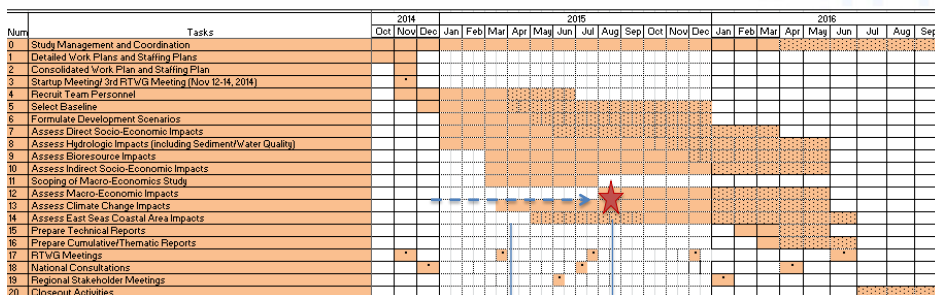 2014 2015 2016
Num Tasks Oct Nov Dec Jan Feb Mar Apr May Jun Jul Aug Sep Oct Nov Dec Jan Feb Mar Apr May Jun Jul Aug Sep
0 Study Management and Coordination
1 Detailed Work Plans and Staffing Plans
2 Consolidated Work Plan and Staffing Plan
3 Startup Meeting/ 3rd RTWG Meeting (Nov 12-14, 2014)
4 Recruit Team Personnel
5 Select Baseline
6 Formulate Development Scenarios
7 Assess Direct Socio-Economic Impacts
8 Assess Hydrologic Impacts (including Sediment/Water Quality)
9 Assess Bioresource Impacts
10 Assess Indirect Socio-Economic Impacts
11 Scoping of Macro-Economics Study
12 Assess Macro-Economic Impacts
13 Assess Climate Change Impacts
14 Assess East Seas Coastal Area Impacts
15 Prepare Technical Reports
16 Prepare Cumulative/Thematic Reports
17 RTWG Meetings
18 National Consultations
19 Regional Stakeholder Meetings
20 Closeout Activities